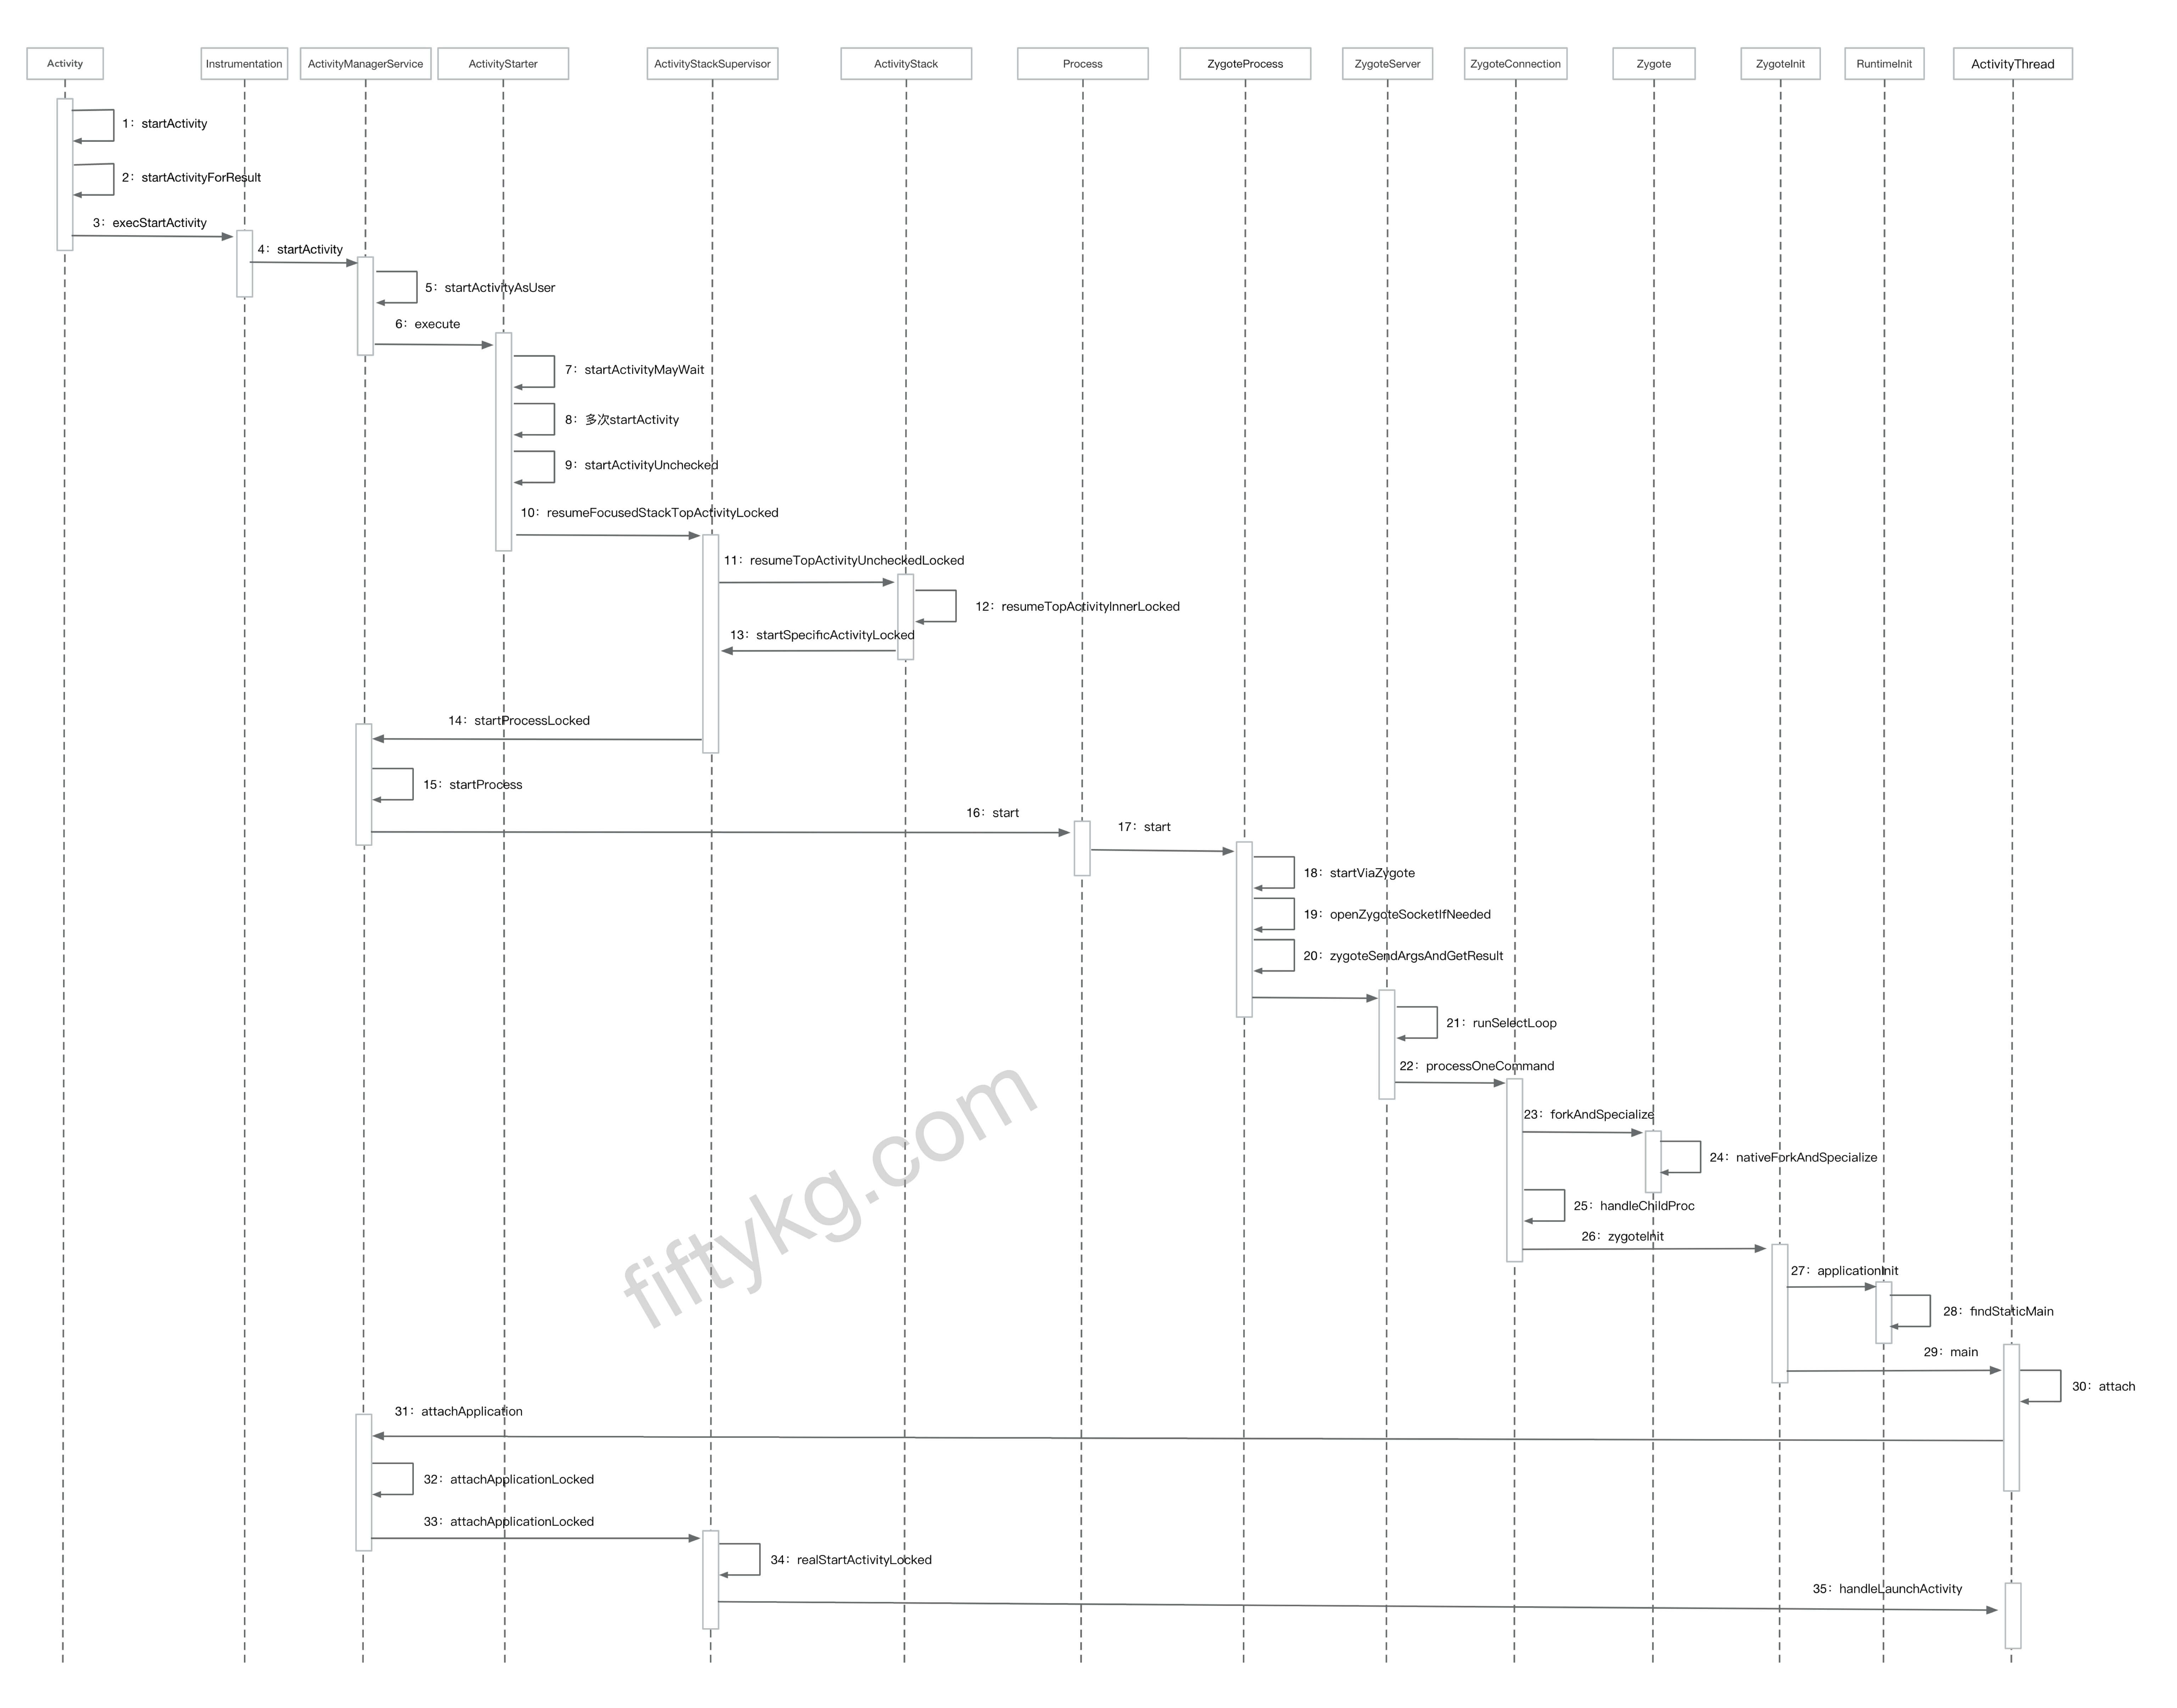 Activity
Instrumentation
ActivityManagerService
ActivityStarter
ActivityStackSupervisor
ActivityStack
Process
ZygoteProcess
ZygoteServer
ZygoteConnection
Zygote
ZygoteInit
RuntimeInit
ActivityThread
1：startActivity
2：startActivityForResult
3：execStartActivity
4：startActivity
5：startActivityAsUser
6：execute
7：startActivityMayWait
8：多次startActivity
9：startActivityUnchecked
10：resumeFocusedStackTopActivityLocked
11：resumeTopActivityUncheckedLocked
12：resumeTopActivityInnerLocked
13：startSpecificActivityLocked
14：startProcessLocked
15：startProcess
16：start
17：start
18：startViaZygote
19：openZygoteSocketIfNeeded
20：zygoteSendArgsAndGetResult
21：runSelectLoop
22：processOneCommand
23：forkAndSpecialize
24：nativeForkAndSpecialize
25：handleChildProc
26：zygoteInit
27：applicationInit
28：findStaticMain
29：main
30：attach
31：attachApplication
32：attachApplicationLocked
33：attachApplicationLocked
34：realStartActivityLocked
35：handleLaunchActivity
fiftykg.com